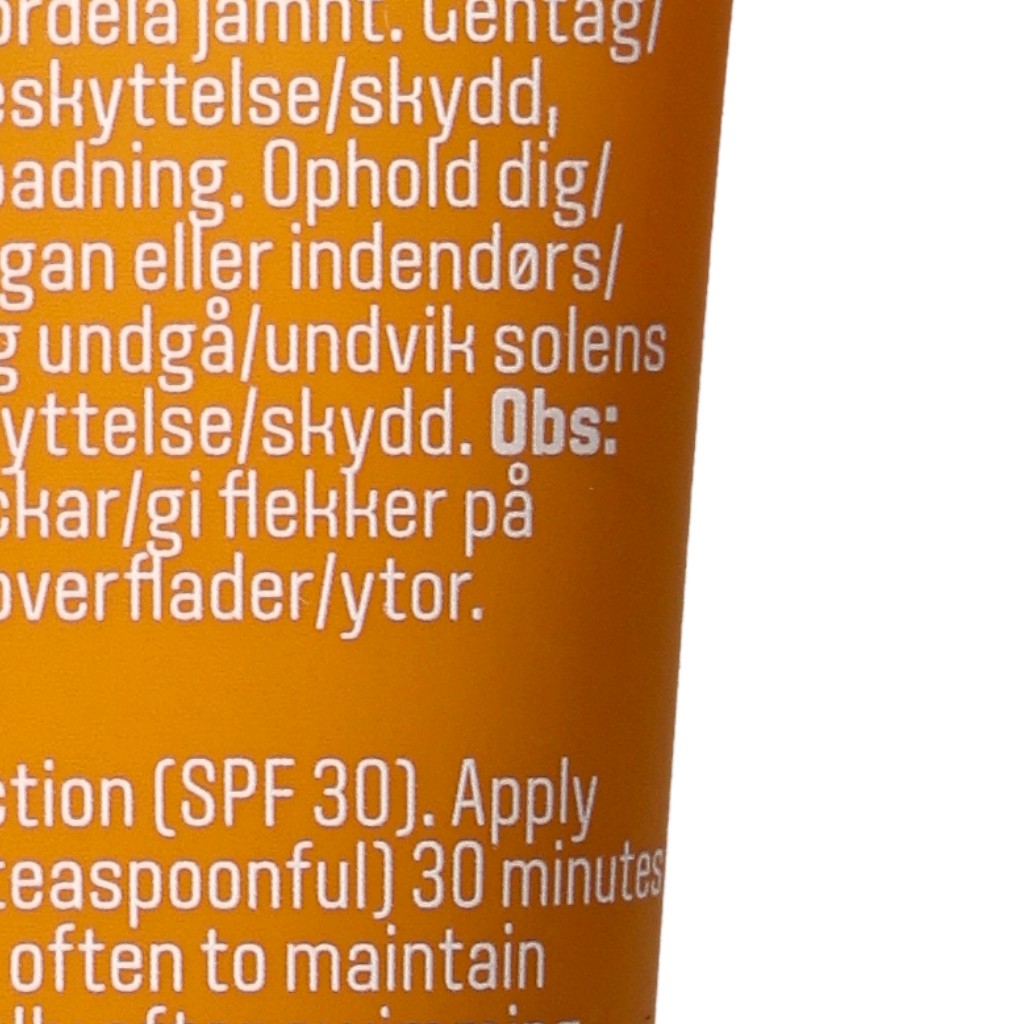 ordela jämnt. Gentag/
eskyttelse/skydd,
badning. Ophold dig/
gan eller indendørs/
g undgå/undvik solens
yttelse/skydd. Obs:
ckar/gi flekker på
overflader/ytor.
ction (SPF 30). Apply
teaspoonful) 30 minutes
often to maintain